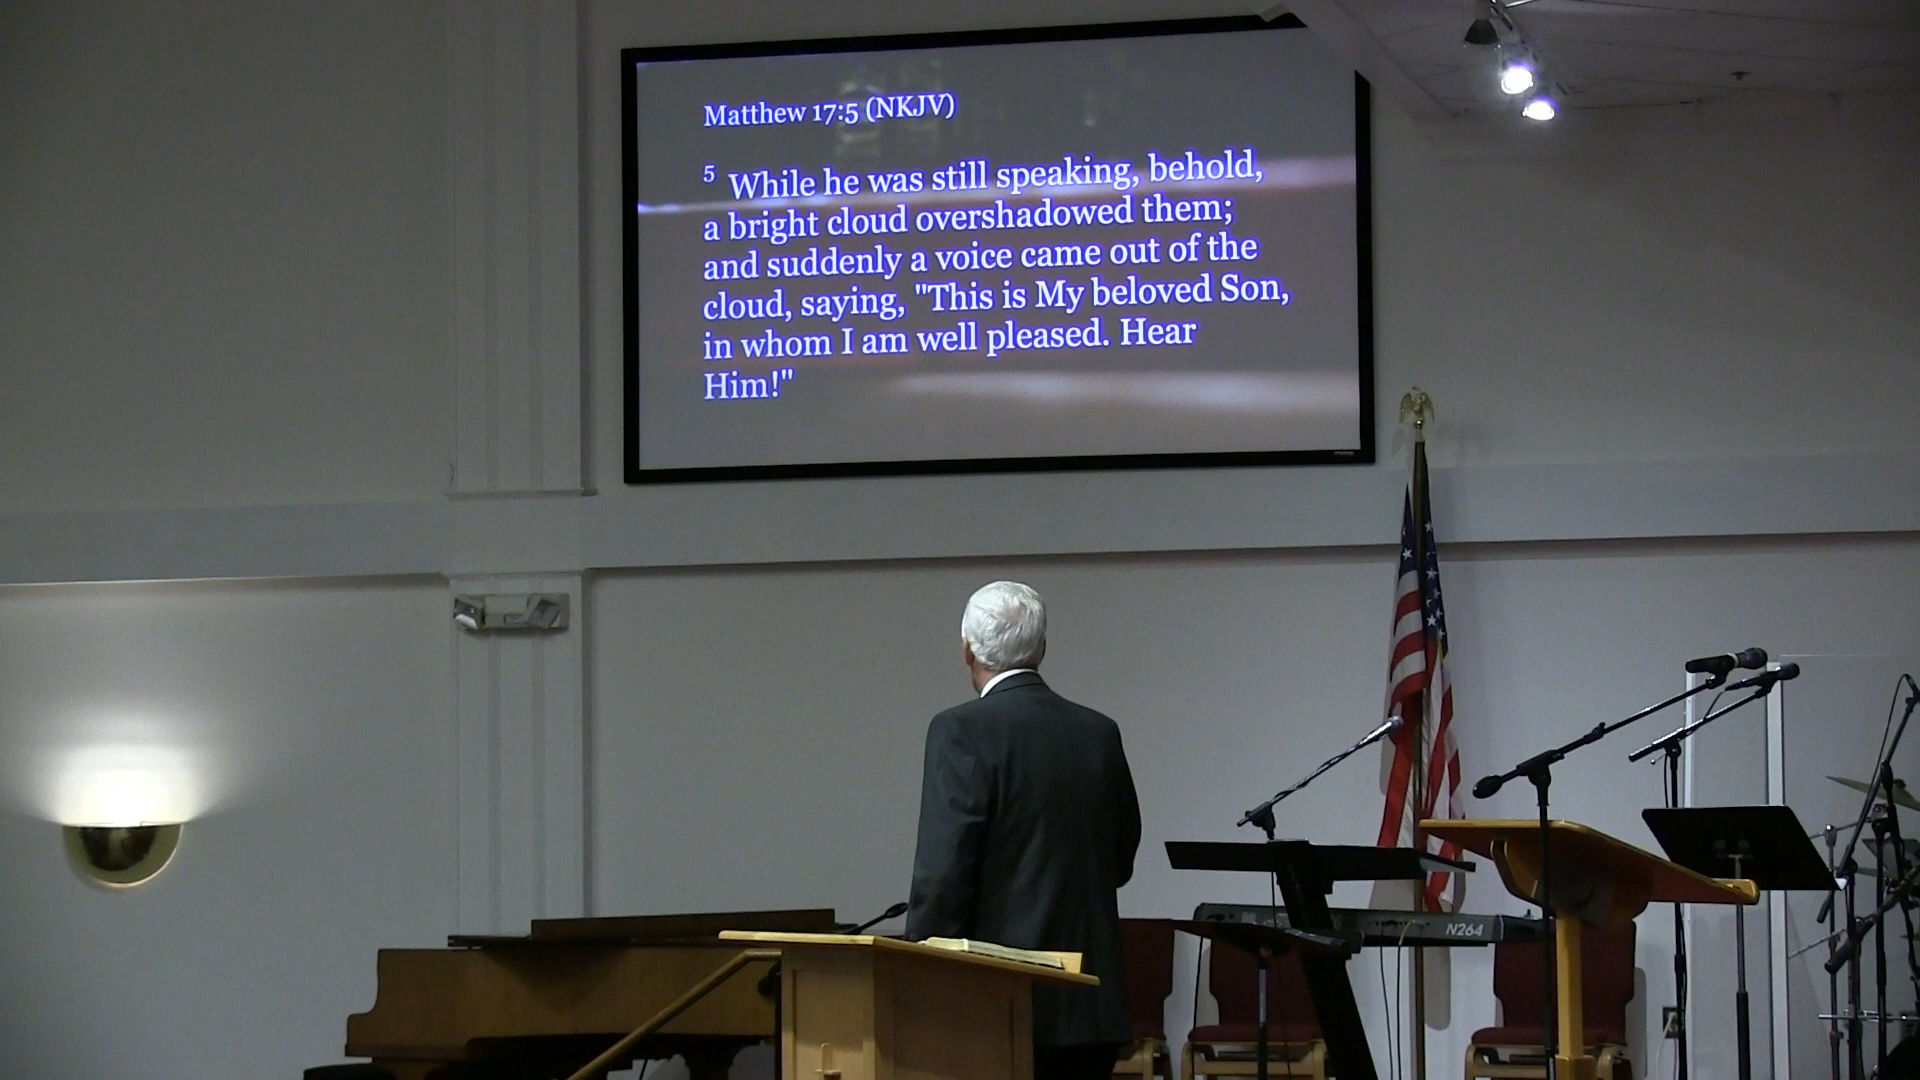 Matthew 17:5 (NKJV)
5 While he was still speaking, behold,
a bright cloud overshadowed them;
and suddenly a voice came out of the
cloud, saying, "This is My beloved Son,
in whom I am well pleased. Hear
Him!"
N264